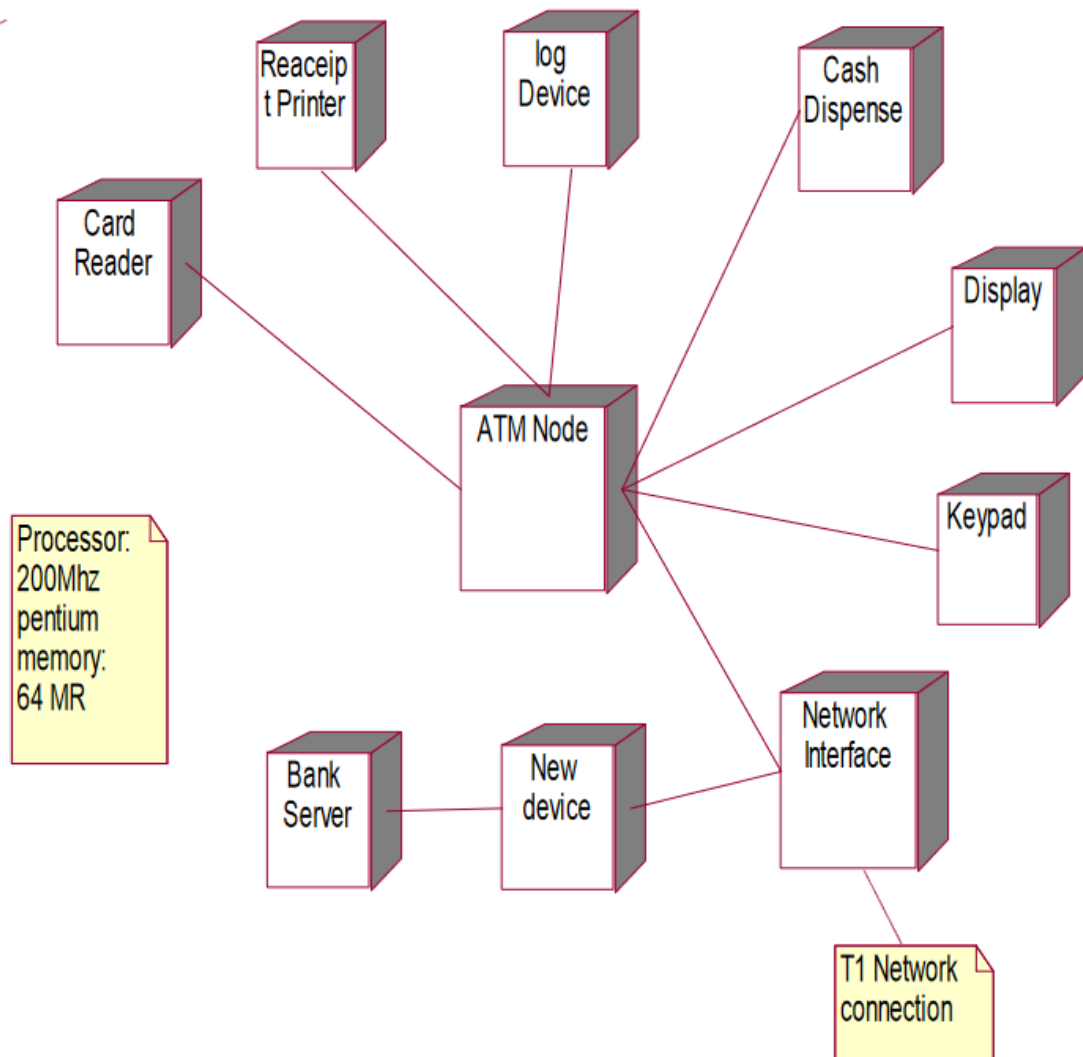 Reaceip
t Printer
log
Device
Cash
Dispense
Card
Reader
Display
ATM Node
Keypad
Processor:
200Mhz
pentium
memory:
64 MR
Network
Interface
Bank
Server
New
device
T1 Network
connection